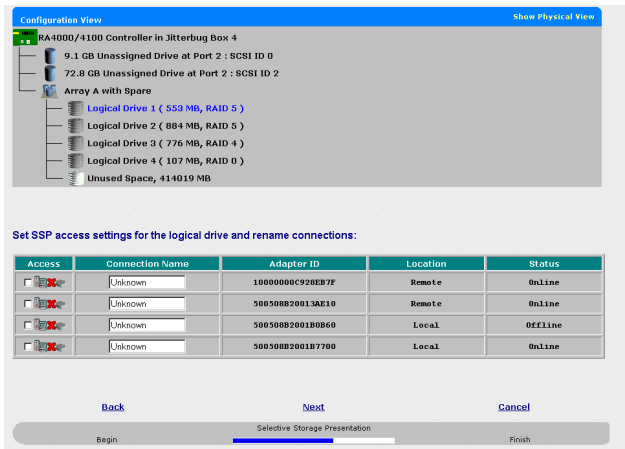 Configuration View
Show Physical View
RA4000/4100 Controller in Jitterbug Box 4
9.1 GB Unassigned Drive at Port 2 : SCSI ID 0
72.8 GB Unassigned Drive at Port 2 : SCSI ID 2
Array A with Spare
Logical Drive 1 ( 553 MB, RAID 5 )
Logical Drive 2 ( 884 MB, RAID 5 )
Logical Drive 3 ( 776 MB, RAID 4 )
Logical Drive 4 ( 107 MB, RAID 0 )
Unused Space, 414019 MB
Set SSP access settings for the logical drive and rename connections:
Access Connection Name Adapter ID Location Status
Unknown 10000000C928EB7F Remote Online
Unknown 500508B20013AE10 Remote Online
Unknown 500508B2001B0B60 Local Offline
Unknown 500508B2001B7700 Local Online
Back Next Cancel
Selective Storage Presentation
Begin Finish